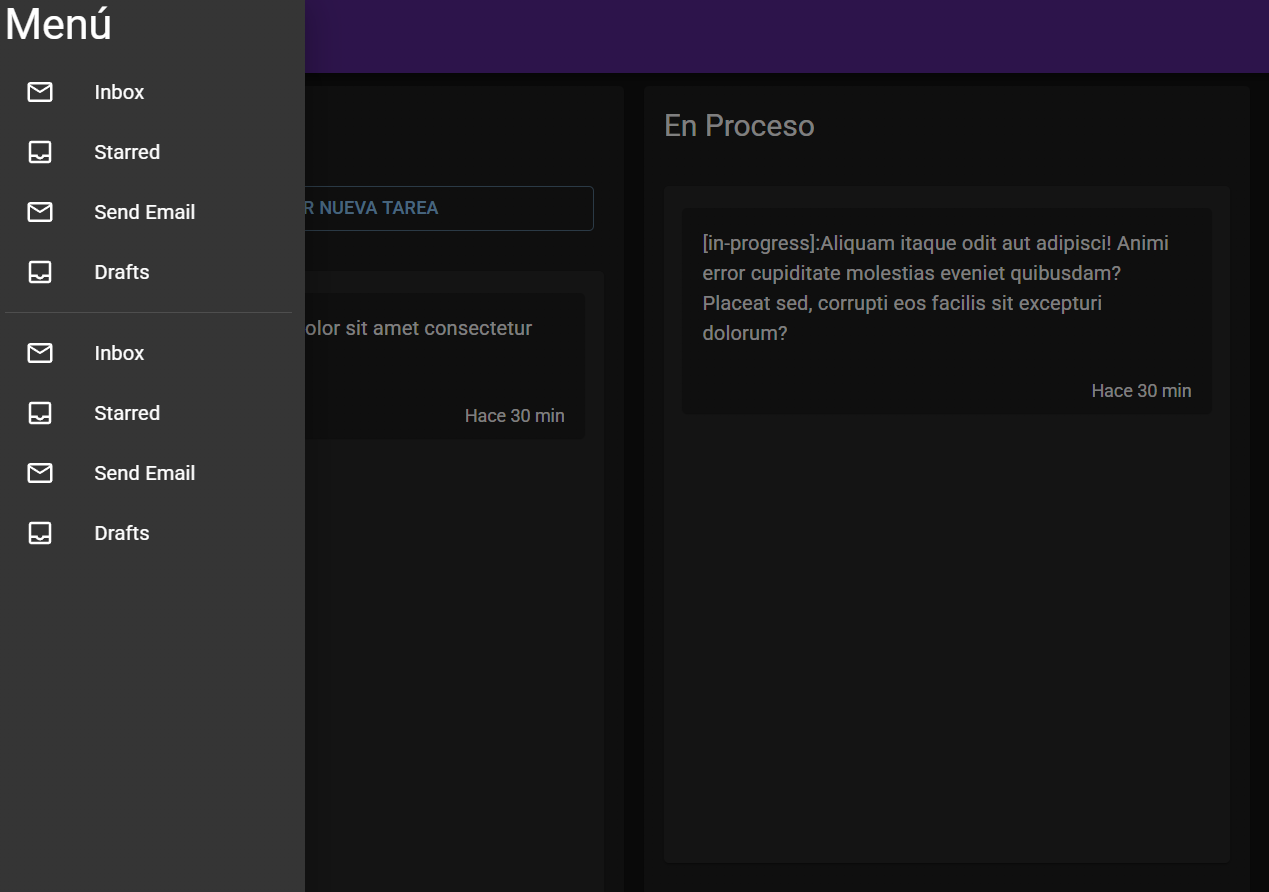 Menú
Inbox
Starred
Send Email
Drafts
Inbox
Starred
Send Email
Drafts
NUEVA TAREA
sit amet consectetur
Hace 30 min
En Proceso
[in-progress]:Aliquam itaque odit aut adipisci! Animi
error cupiditate molestias eveniet quibusdam?
Placeat sed, corrupti eos facilis sit excepturi
dolorum?
Hace 30 min